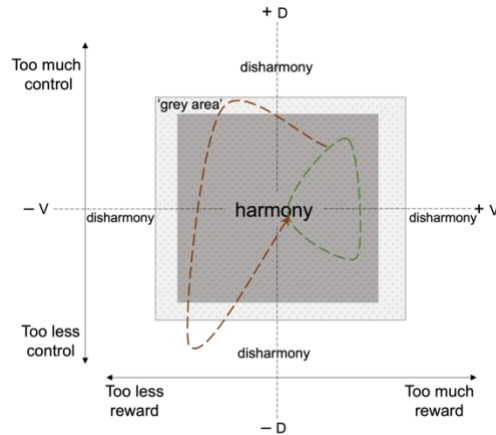 + D
Too much
control
disharmony
'grey area'
– V
disharmony
harmony
disharmony
+ V
Too less
control
disharmony
Too less
reward
Too much
reward
– D